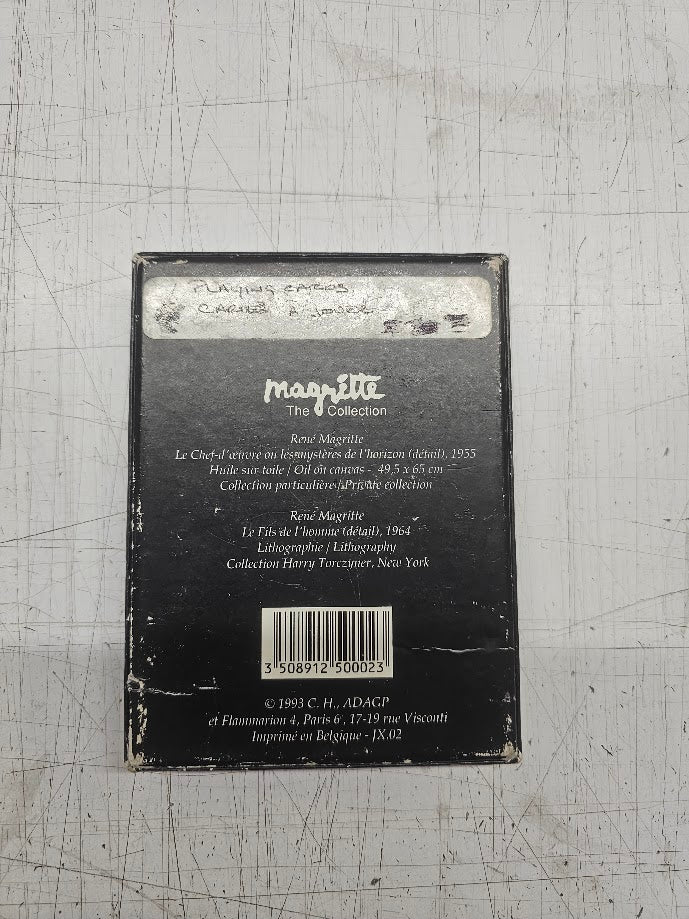 PLAYING CARDS
CARTES A JOUER
magritte
The Collection
René Magritte
Le Chef-d'œuvre ou les mystères de l'horizon (détail), 1955
Huile sur toile / Oil on canvas - 49,5 x 65 cm
Collection particulières/Private collection
René Magritte
Le Fils de l'homme (détail), 1964
Lithographie / Lithography
Collection Harry Torczyner, New York
3 508912 500023
© 1993 C. H., ADAGP
et Flammarion 4, Paris 6, 17-19 rue Visconti
Imprimé en Belgique - JX.02